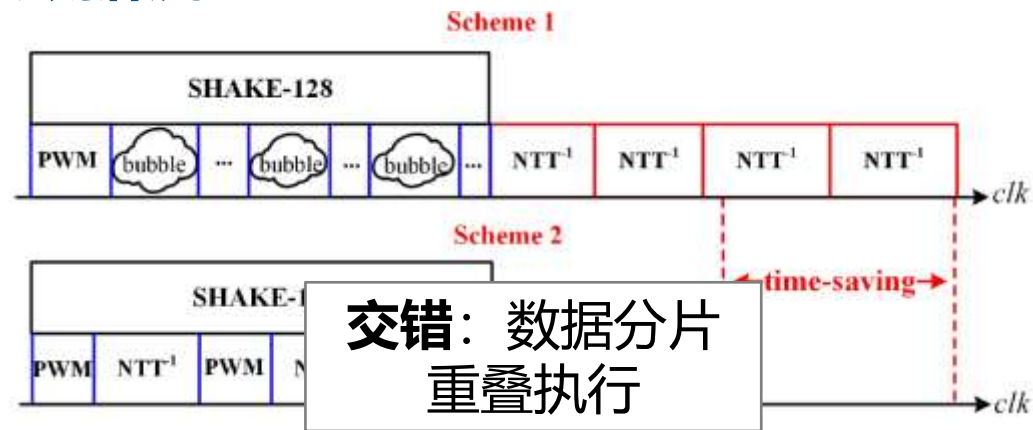 Scheme 1
SHAKE-128
PWM bubble ... bubble ... bubble ... NTT⁻¹ NTT⁻¹ NTT⁻¹ NTT⁻¹
clk
Scheme 2
time-saving
PWM NTT⁻¹ PWM
交错：数据分片
重叠执行
clk